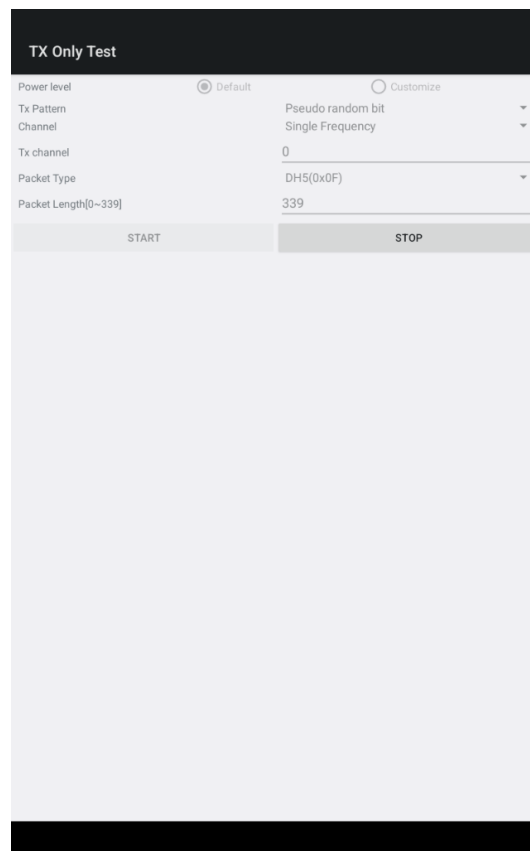 TX Only Test
Power level Default Customize
Tx Pattern Pseudo random bit
Channel Single Frequency
Tx channel 0
Packet Type DH5(0x0F)
Packet Length[0~339] 339
START STOP